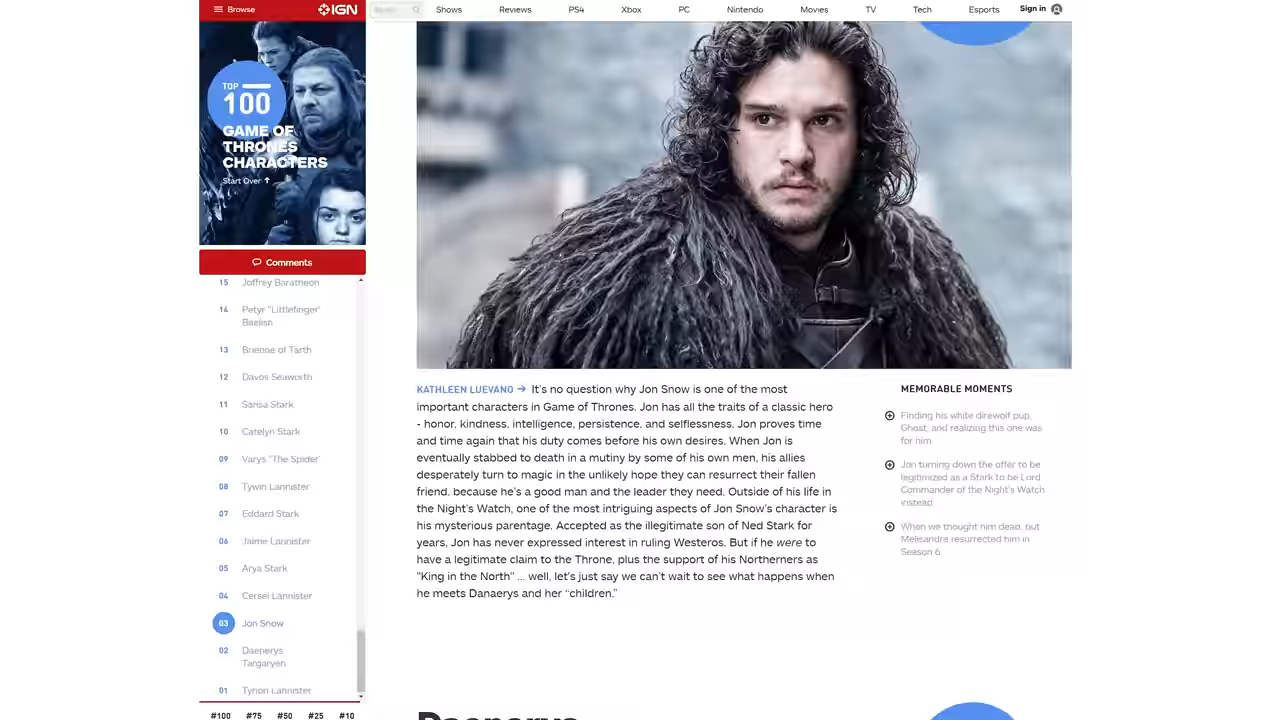 Browse
IGN
Shows
Reviews
PS4
Xbox
PC
Nintendo
Movies
TV
Tech
Esports
Sign in
TOP
100
GAME OF
THRONES
CHARACTERS
Start Over
Comments
15 Joffrey Baratheon
14 Petyr "Littlefinger"
Baelish
13 Brienne of Tarth
12 Davos Seaworth
11 Sansa Stark
10 Catelyn Stark
09 Varys "The Spider"
08 Tywin Lannister
07 Eddard Stark
06 Jaime Lannister
05 Arya Stark
04 Cersei Lannister
03 Jon Snow
02 Daenerys
Targaryen
01 Tyrion Lannister
#100 #75 #50 #25 #10
KATHLEEN LUEVANO → It's no question why Jon Snow is one of the most
important characters in Game of Thrones. Jon has all the traits of a classic hero
- honor, kindness, intelligence, persistence, and selflessness. Jon proves time
and time again that his duty comes before his own desires. When Jon is
eventually stabbed to death in a mutiny by some of his own men, his allies
desperately turn to magic in the unlikely hope they can resurrect their fallen
friend, because he's a good man and the leader they need. Outside of his life in
the Night's Watch, one of the most intriguing aspects of Jon Snow's character is
his mysterious parentage. Accepted as the illegitimate son of Ned Stark for
years, Jon has never expressed interest in ruling Westeros. But if he were to
have a legitimate claim to the Throne, plus the support of his Northerners as
"King in the North" ... well, let's just say we can't wait to see what happens when
he meets Danaerys and her "children."
MEMORABLE MOMENTS
Finding his white direwolf pup,
Ghost, and realizing this one was
for him
Jon turning down the offer to be
legitimized as a Stark to be Lord
Commander of the Night's Watch
instead
When we thought him dead, but
Melisandre resurrected him in
Season 6
Daenerys